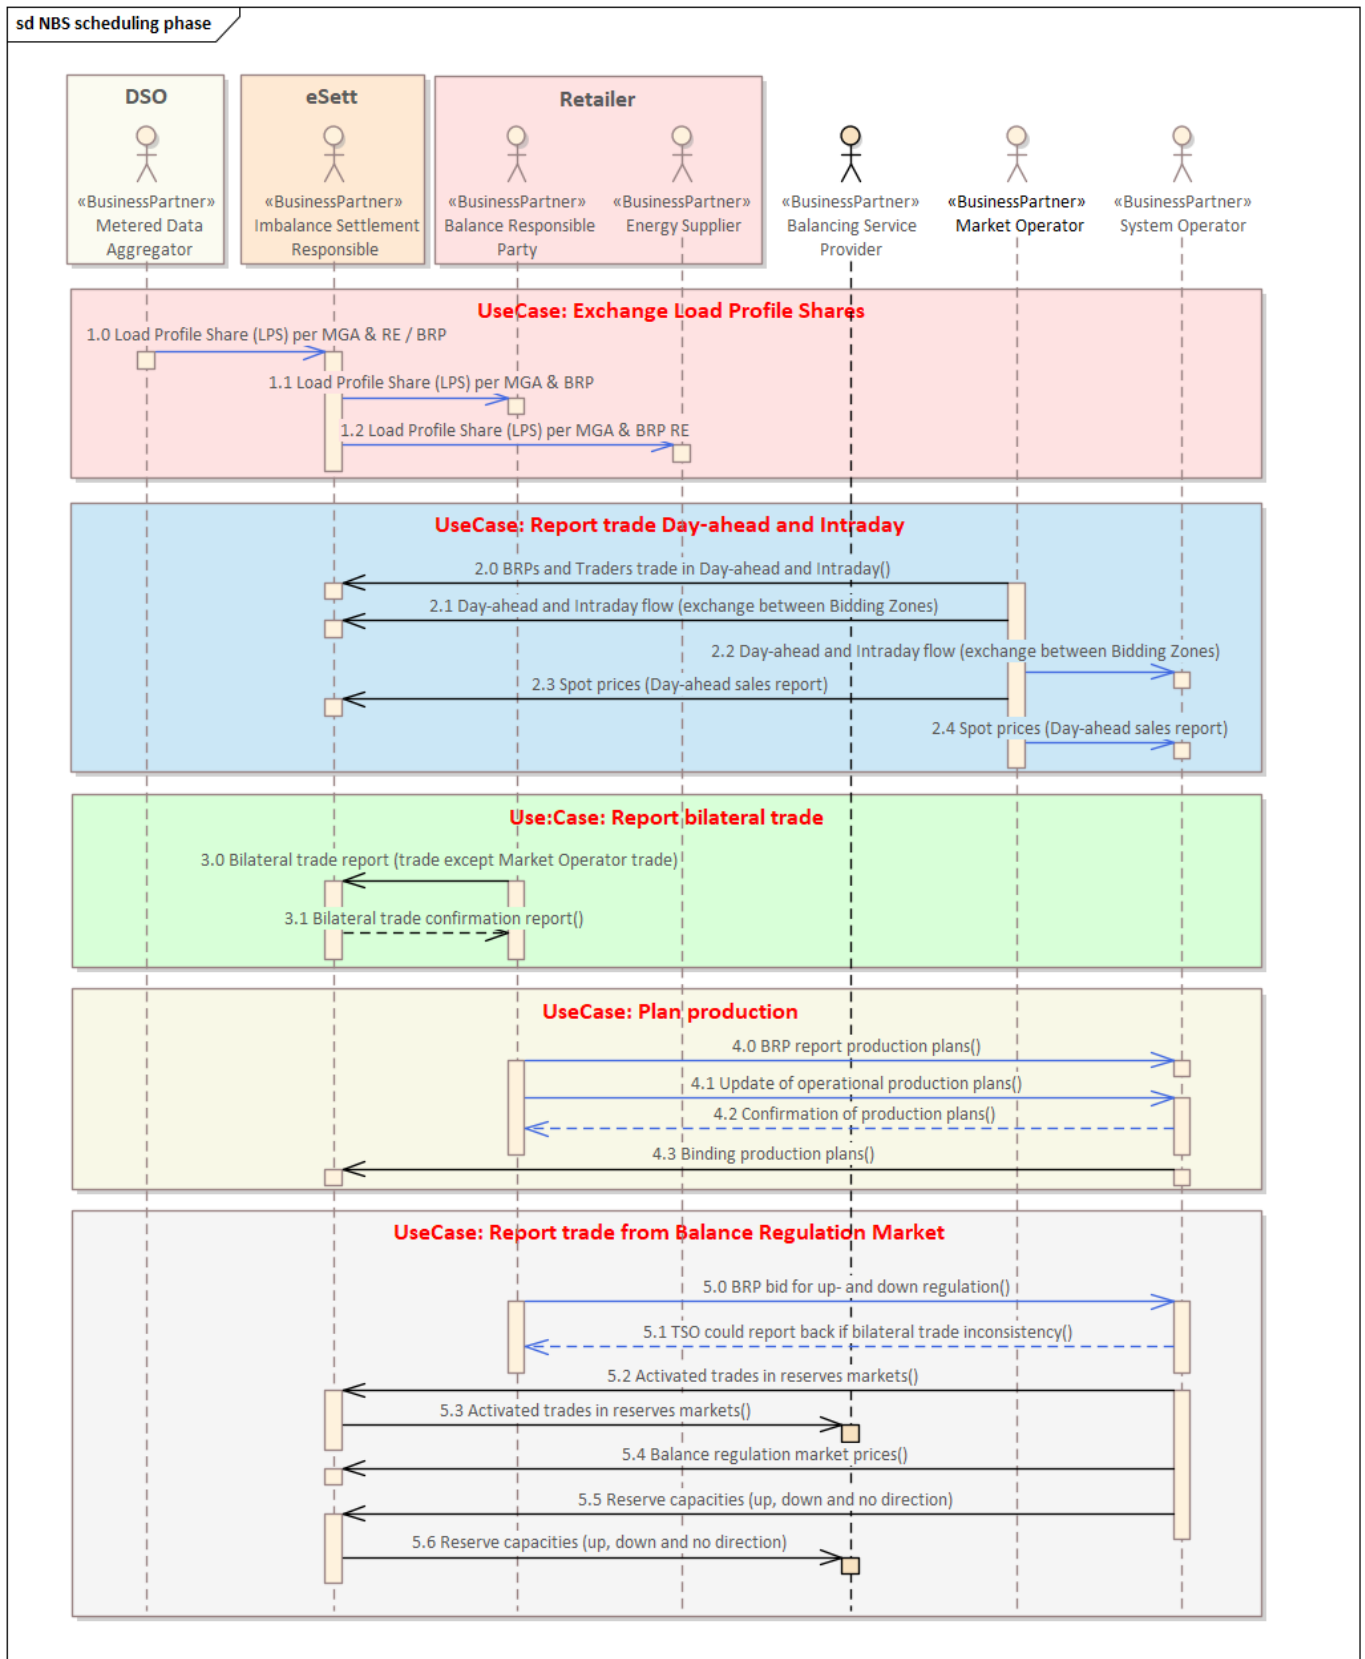 sd NBS scheduling phase
DSO
eSett
Retailer
«BusinessPartner»
Metered Data
Aggregator
«BusinessPartner»
Imbalance Settlement
Responsible
«BusinessPartner»
Balance Responsible
Party
«BusinessPartner»
Energy Supplier
«BusinessPartner»
Balancing Service
Provider
«BusinessPartner»
Market Operator
«BusinessPartner»
System Operator
UseCase: Exchange Load Profile Shares
1.0 Load Profile Share (LPS) per MGA & RE / BRP
1.1 Load Profile Share (LPS) per MGA & BRP
1.2 Load Profile Share (LPS) per MGA & BRP RE
UseCase: Report trade Day-ahead and Intraday
2.0 BRPs and Traders trade in Day-ahead and Intraday()
2.1 Day-ahead and Intraday flow (exchange between Bidding Zones)
2.2 Day-ahead and Intraday flow (exchange between Bidding Zones)
2.3 Spot prices (Day-ahead sales report)
2.4 Spot prices (Day-ahead sales report)
Use:Case: Report bilateral trade
3.0 Bilateral trade report (trade except Market Operator trade)
3.1 Bilateral trade confirmation report()
UseCase: Plan production
4.0 BRP report production plans()
4.1 Update of operational production plans()
4.2 Confirmation of production plans()
4.3 Binding production plans()
UseCase: Report trade from Balance Regulation Market
5.0 BRP bid for up- and down regulation()
5.1 TSO could report back if bilateral trade inconsistency()
5.2 Activated trades in reserves markets()
5.3 Activated trades in reserves markets()
5.4 Balance regulation market prices()
5.5 Reserve capacities (up, down and no direction)
5.6 Reserve capacities (up, down and no direction)